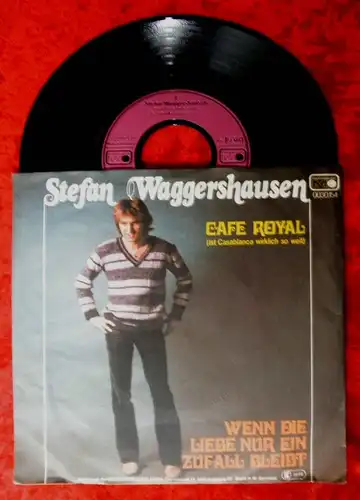 Stefan Waggershausen
CAFE ROYAL
(ist Casablanca wirklich so weit)
WENN DIE
LIEBE NUR EIN
ZUFALL BLEIBT